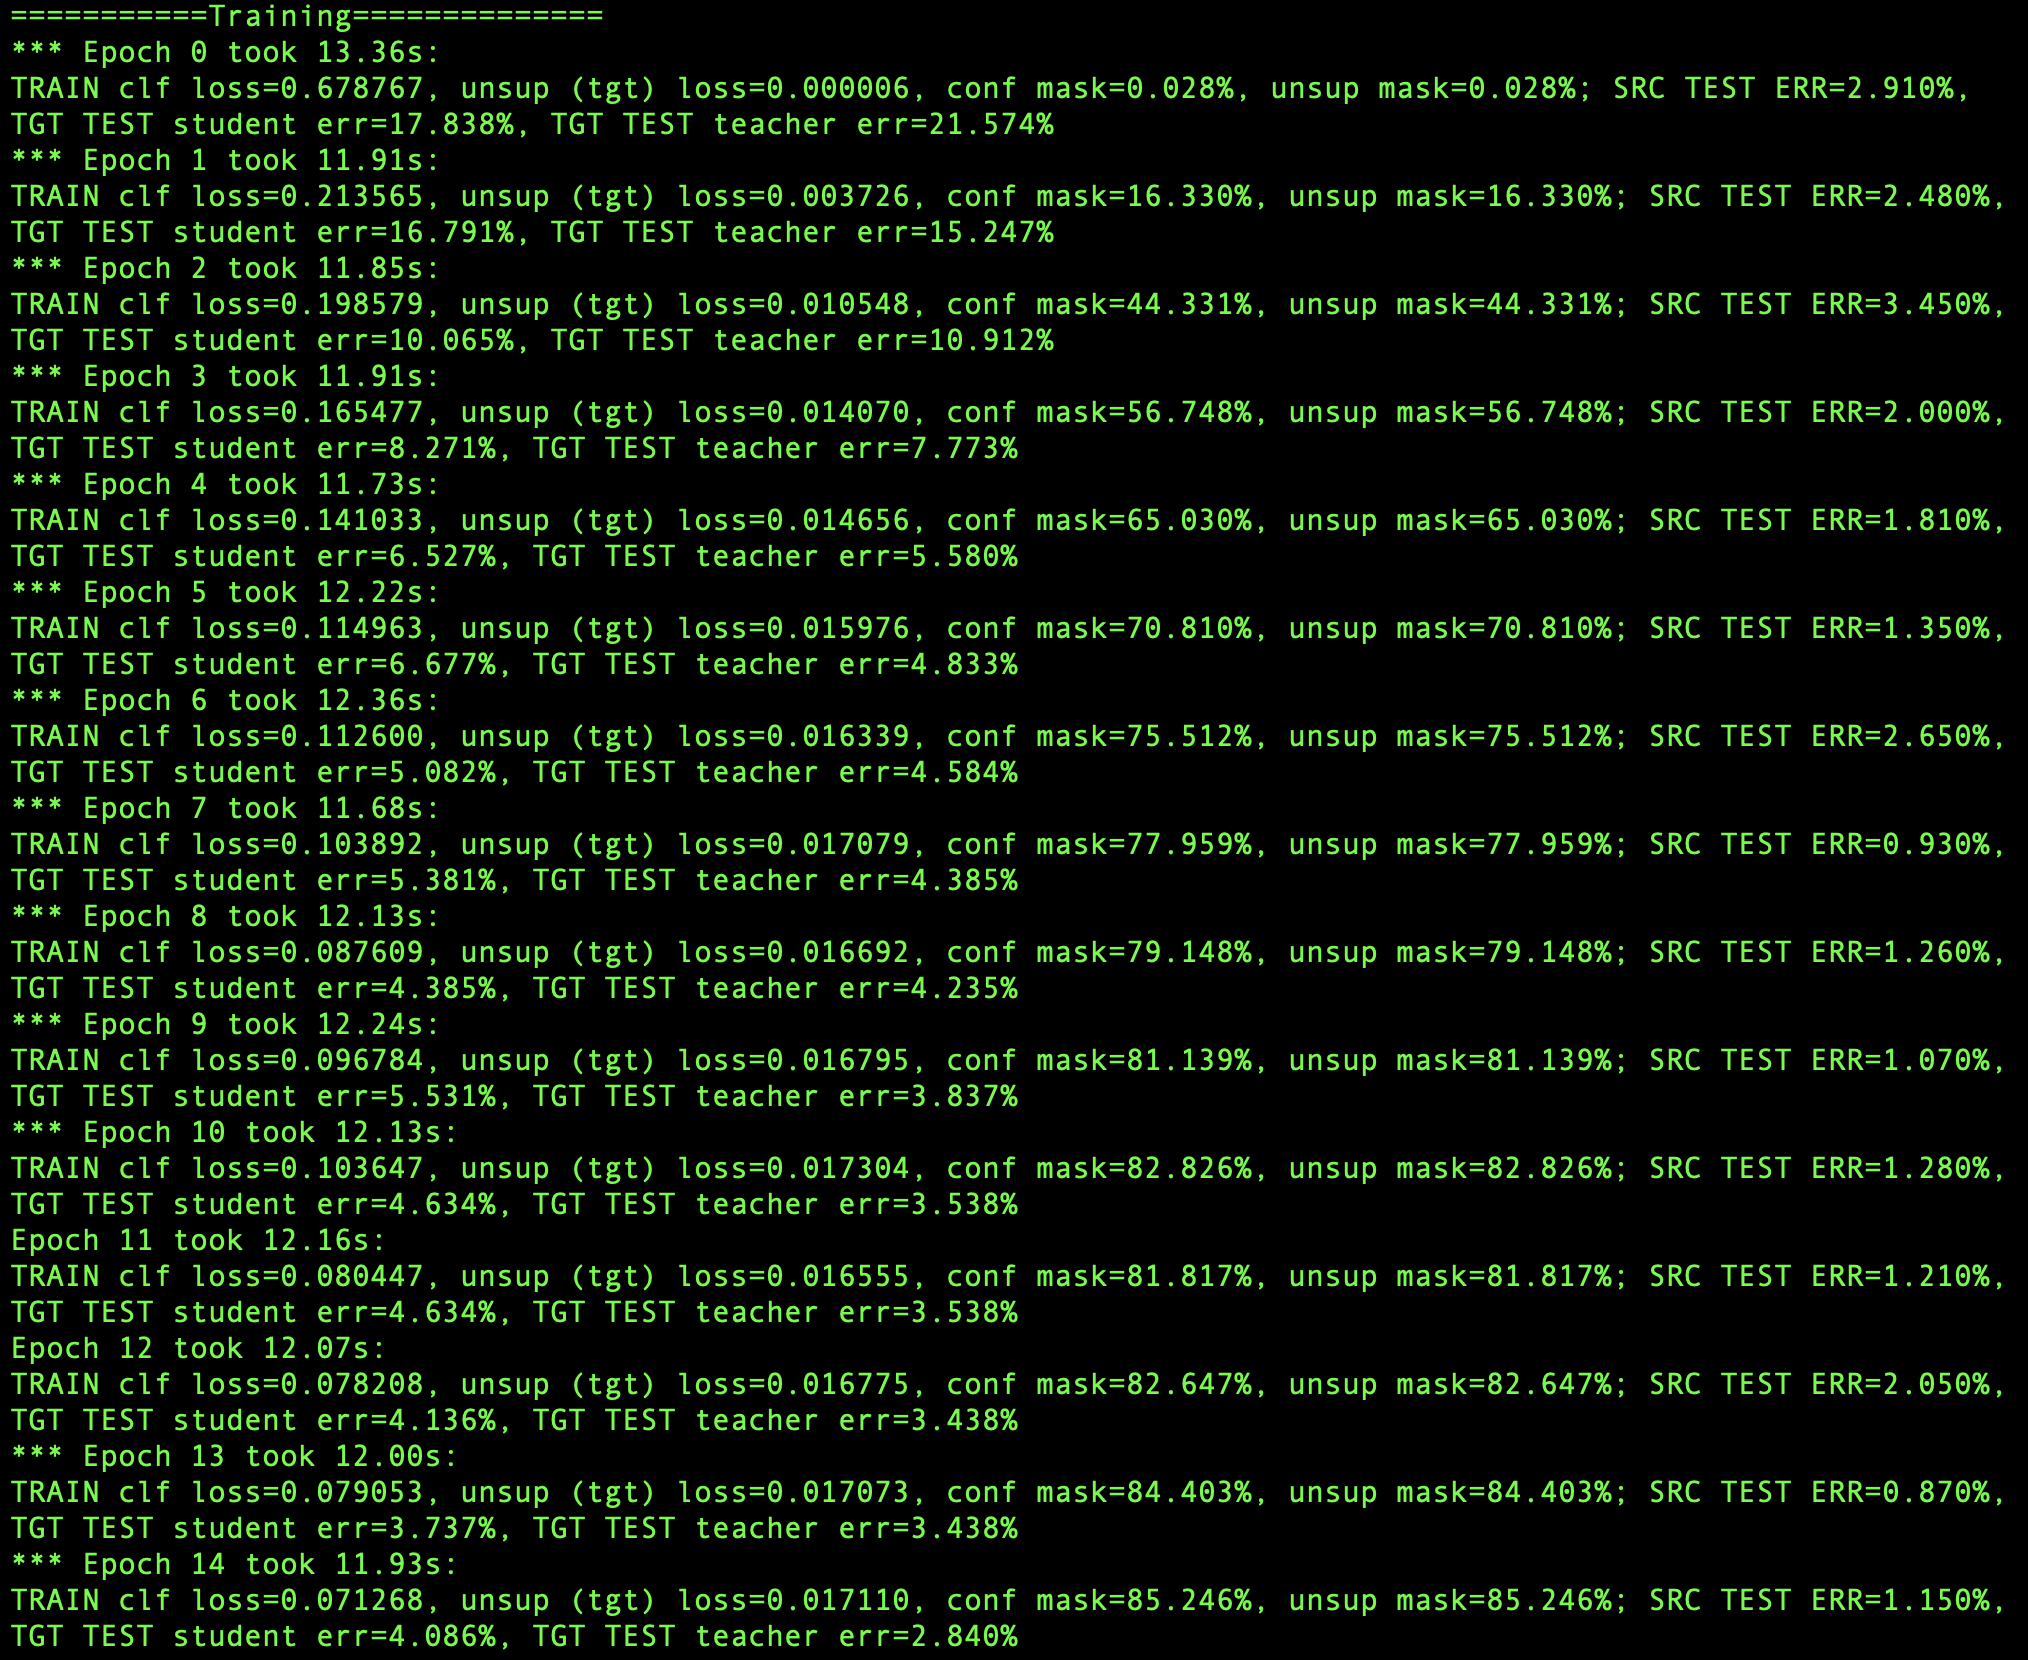 ===========Training==============
*** Epoch 0 took 13.36s:
TRAIN clf loss=0.678767, unsup (tgt) loss=0.000006, conf mask=0.028%, unsup mask=0.028%; SRC TEST ERR=2.910%,
TGT TEST student err=17.838%, TGT TEST teacher err=21.574%
*** Epoch 1 took 11.91s:
TRAIN clf loss=0.213565, unsup (tgt) loss=0.003726, conf mask=16.330%, unsup mask=16.330%; SRC TEST ERR=2.480%,
TGT TEST student err=16.791%, TGT TEST teacher err=15.247%
*** Epoch 2 took 11.85s:
TRAIN clf loss=0.198579, unsup (tgt) loss=0.010548, conf mask=44.331%, unsup mask=44.331%; SRC TEST ERR=3.450%,
TGT TEST student err=10.065%, TGT TEST teacher err=10.912%
*** Epoch 3 took 11.91s:
TRAIN clf loss=0.165477, unsup (tgt) loss=0.014070, conf mask=56.748%, unsup mask=56.748%; SRC TEST ERR=2.000%,
TGT TEST student err=8.271%, TGT TEST teacher err=7.773%
*** Epoch 4 took 11.73s:
TRAIN clf loss=0.141033, unsup (tgt) loss=0.014656, conf mask=65.030%, unsup mask=65.030%; SRC TEST ERR=1.810%,
TGT TEST student err=6.527%, TGT TEST teacher err=5.580%
*** Epoch 5 took 12.22s:
TRAIN clf loss=0.114963, unsup (tgt) loss=0.015976, conf mask=70.810%, unsup mask=70.810%; SRC TEST ERR=1.350%,
TGT TEST student err=6.677%, TGT TEST teacher err=4.833%
*** Epoch 6 took 12.36s:
TRAIN clf loss=0.112600, unsup (tgt) loss=0.016339, conf mask=75.512%, unsup mask=75.512%; SRC TEST ERR=2.650%,
TGT TEST student err=5.082%, TGT TEST teacher err=4.584%
*** Epoch 7 took 11.68s:
TRAIN clf loss=0.103892, unsup (tgt) loss=0.017079, conf mask=77.959%, unsup mask=77.959%; SRC TEST ERR=0.930%,
TGT TEST student err=5.381%, TGT TEST teacher err=4.385%
*** Epoch 8 took 12.13s:
TRAIN clf loss=0.087609, unsup (tgt) loss=0.016692, conf mask=79.148%, unsup mask=79.148%; SRC TEST ERR=1.260%,
TGT TEST student err=4.385%, TGT TEST teacher err=4.235%
*** Epoch 9 took 12.24s:
TRAIN clf loss=0.096784, unsup (tgt) loss=0.016795, conf mask=81.139%, unsup mask=81.139%; SRC TEST ERR=1.070%,
TGT TEST student err=5.531%, TGT TEST teacher err=3.837%
*** Epoch 10 took 12.13s:
TRAIN clf loss=0.103647, unsup (tgt) loss=0.017304, conf mask=82.826%, unsup mask=82.826%; SRC TEST ERR=1.280%,
TGT TEST student err=4.634%, TGT TEST teacher err=3.538%
Epoch 11 took 12.16s:
TRAIN clf loss=0.080447, unsup (tgt) loss=0.016555, conf mask=81.817%, unsup mask=81.817%; SRC TEST ERR=1.210%,
TGT TEST student err=4.634%, TGT TEST teacher err=3.538%
Epoch 12 took 12.07s:
TRAIN clf loss=0.078208, unsup (tgt) loss=0.016775, conf mask=82.647%, unsup mask=82.647%; SRC TEST ERR=2.050%,
TGT TEST student err=4.136%, TGT TEST teacher err=3.438%
*** Epoch 13 took 12.00s:
TRAIN clf loss=0.079053, unsup (tgt) loss=0.017073, conf mask=84.403%, unsup mask=84.403%; SRC TEST ERR=0.870%,
TGT TEST student err=3.737%, TGT TEST teacher err=3.438%
*** Epoch 14 took 11.93s:
TRAIN clf loss=0.071268, unsup (tgt) loss=0.017110, conf mask=85.246%, unsup mask=85.246%; SRC TEST ERR=1.150%,
TGT TEST student err=4.086%, TGT TEST teacher err=2.840%